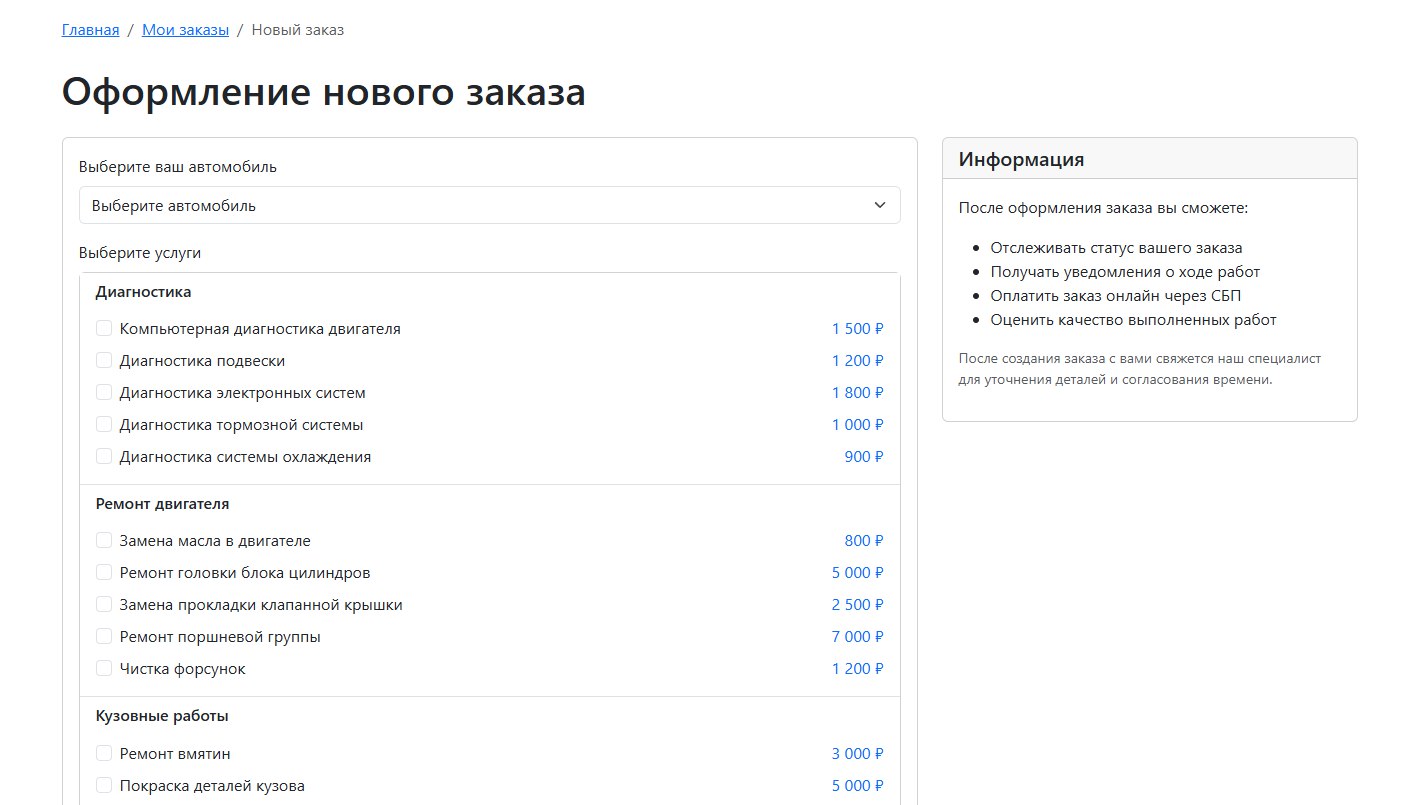 Главная / Мои заказы / Новый заказ
Оформление нового заказа
Выберите ваш автомобиль
Выберите автомобиль
Выберите услуги
Диагностика
Компьютерная диагностика двигателя 1 500 ₽
Диагностика подвески 1 200 ₽
Диагностика электронных систем 1 800 ₽
Диагностика тормозной системы 1 000 ₽
Диагностика системы охлаждения 900 ₽
Ремонт двигателя
Замена масла в двигателе 800 ₽
Ремонт головки блока цилиндров 5 000 ₽
Замена прокладки клапанной крышки 2 500 ₽
Ремонт поршневой группы 7 000 ₽
Чистка форсунок 1 200 ₽
Кузовные работы
Ремонт вмятин 3 000 ₽
Покраска деталей кузова 5 000 ₽
Информация
После оформления заказа вы сможете:
• Отслеживать статус вашего заказа
• Получать уведомления о ходе работ
• Оплатить заказ онлайн через СБП
• Оценить качество выполненных работ
После создания заказа с вами свяжется наш специалист
для уточнения деталей и согласования времени.